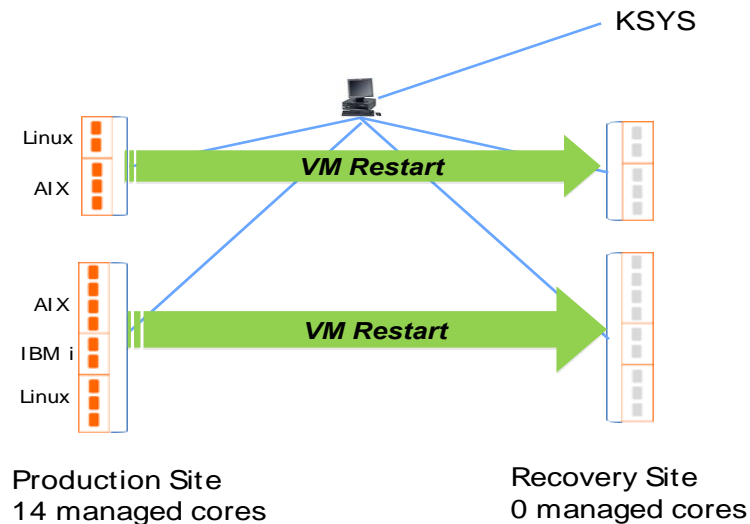 KSYS
Linux
AIX
VM Restart
AIX
IBM i
Linux
VM Restart
Production Site
14 managed cores
Recovery Site
0 managed cores